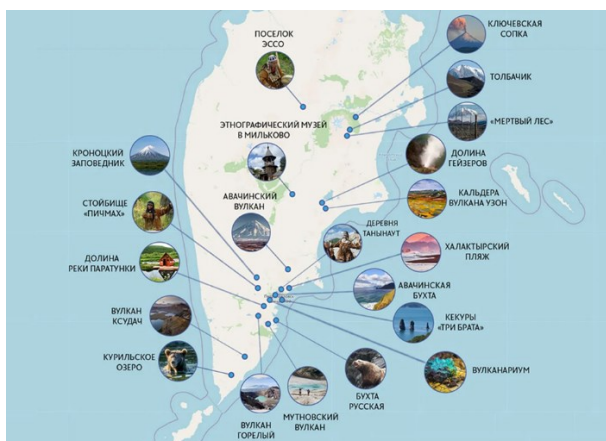 КЛЮЧЕВСКАЯ
СОПКА
ПОСЕЛОК
ЭССО
ТОЛБАЧИК
«МЕРТВЫЙ ЛЕС»
ЭТНОГРАФИЧЕСКИЙ МУЗЕЙ
В МИЛЬКОВО
КРОНОЦКИЙ
ЗАПОВЕДНИК
ДОЛИНА
ГЕЙЗЕРОВ
СТОЙБИЩЕ
«ПИЧМАХ»
АВАЧИНСКИЙ
ВУЛКАН
КАЛЬДЕРА
ВУЛКАНА УЗОН
ДЕРЕВНЯ
ТАНЫНАУТ
ХАЛАКТЫРСКИЙ
ПЛЯЖ
ДОЛИНА
РЕКИ ПАРАТУНКИ
АВАЧИНСКАЯ
БУХТА
ВУЛКАН
КСУДАЧ
КЕКУРЫ
«ТРИ БРАТА»
КУРИЛЬСКОЕ
ОЗЕРО
ВУЛКАНАРИУМ
БУХТА
РУССКАЯ
МУТНОВСКИЙ
ВУЛКАН
ВУЛКАН
ГОРЕЛЫЙ